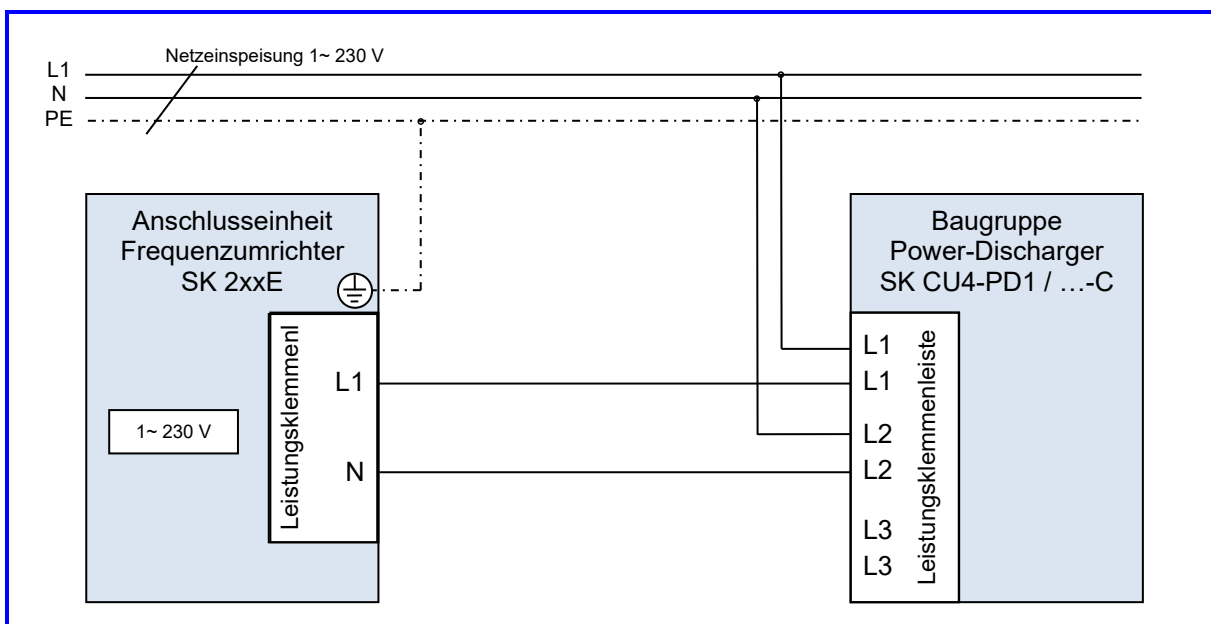 Netzeinspeisung 1~ 230 V
L1
N
PE
Anschlusseinheit
Frequenzumrichter
SK 2xxE
Leistungsklemmenl
L1
N
1~ 230 V
Baugruppe
Power-Discharger
SK CU4-PD1 / …-C
L1
L1
L2
L2
L3
L3
Leistungsklemmenleiste